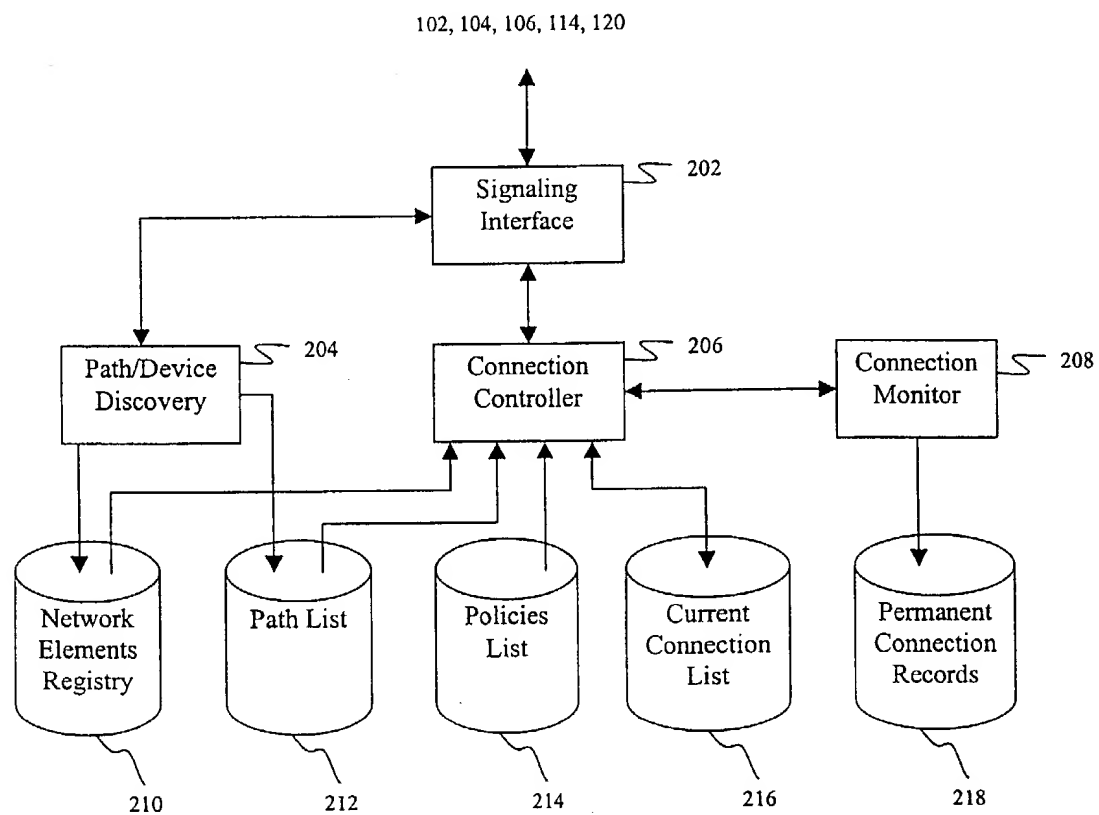 102, 104, 106, 114, 120
202
Signaling
Interface
204
Path/Device
Discovery
206
Connection
Controller
208
Connection
Monitor
Network
Elements
Registry
Path List
Policies
List
Current
Connection
List
Permanent
Connection
Records
210
212
214
216
218